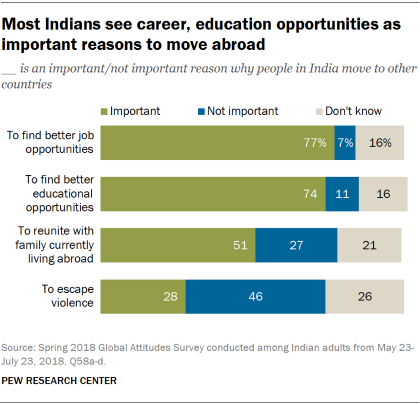 Most Indians see career, education opportunities as
important reasons to move abroad
__ is an important/not important reason why people in India move to other
countries
Important Not important Don't know
To find better job
opportunities
77% 7% 16%
To find better
educational
opportunities
74 11 16
To reunite with
family currently
living abroad
51 27 21
To escape
violence
28 46 26
Source: Spring 2018 Global Attitudes Survey conducted among Indian adults from May 23-
July 23, 2018. Q58a-d.
PEW RESEARCH CENTER